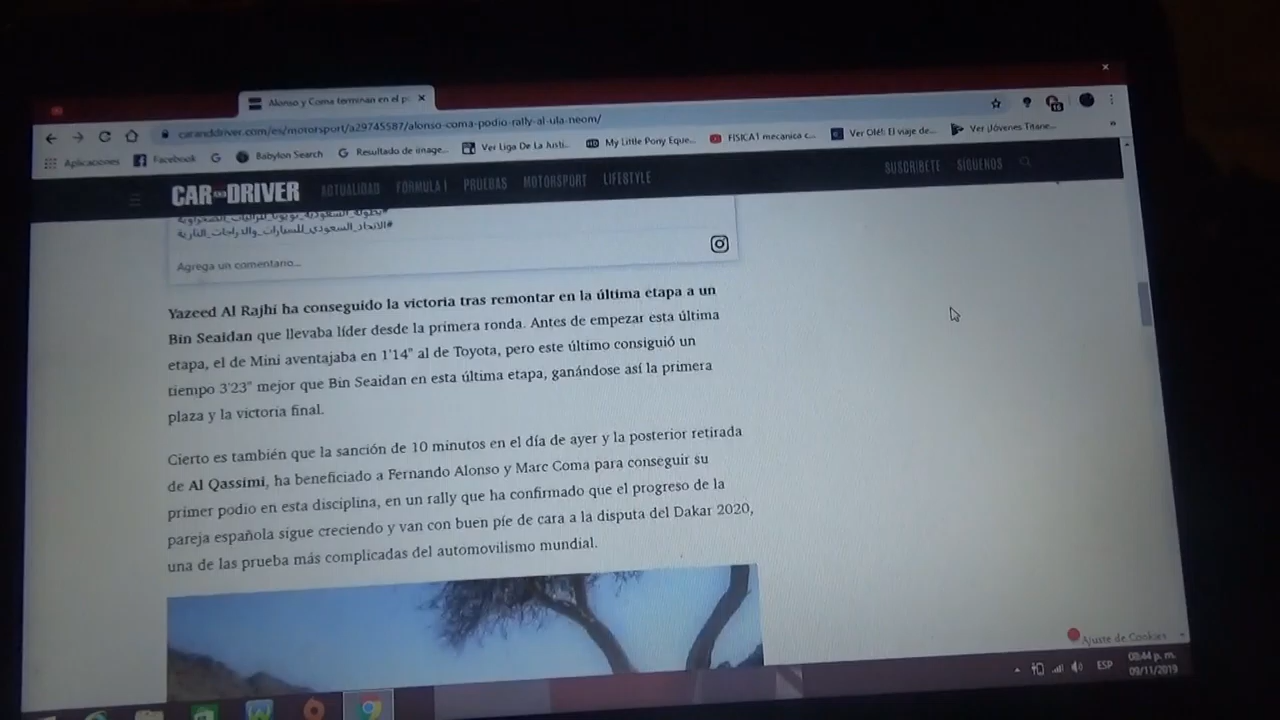 Alonso y Coma terminan en el p
caranddriver.com/es/motorsport/a29745587/alonso-coma-podio-rally-al-ula-neom/
Aplicaciones Facebook Babylon Search Resultado de image... Ver Liga De La Justi... My Little Pony Eque... FISICA1 mecanica c... Ver Olé!: El viaje de... Ver ¡Jóvenes Titane...
CAR AND DRIVER ACTUALIDAD FÓRMULA 1 PRUEBAS MOTORSPORT LIFESTYLE SUSCRÍBETE SÍGUENOS
#بطولة_السعودية_تويوتا_للراليات_الصحراوية
#الاتحاد_السعودي_للسيارات_والدراجات_النارية
Agrega un comentario...
Yazeed Al Rajhi ha conseguido la victoria tras remontar en la última etapa a un
Bin Seaidan que llevaba líder desde la primera ronda. Antes de empezar esta última
etapa, el de Mini aventajaba en 1'14" al de Toyota, pero este último consiguió un
tiempo 3'23" mejor que Bin Seaidan en esta última etapa, ganándose así la primera
plaza y la victoria final.
Cierto es también que la sanción de 10 minutos en el día de ayer y la posterior retirada
de Al Qassimi, ha beneficiado a Fernando Alonso y Marc Coma para conseguir su
primer podio en esta disciplina, en un rally que ha confirmado que el progreso de la
pareja española sigue creciendo y van con buen píe de cara a la disputa del Dakar 2020,
una de las prueba más complicadas del automovilismo mundial.
Ajuste de Cookies
ESP
08:44 p. m.
09/11/2019